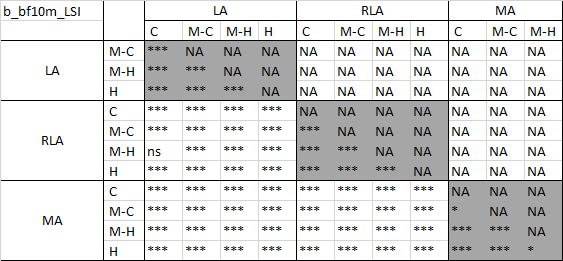 b_bf10m_LSI LA RLA MA
C M-C M-H H C M-C M-H H C M-C M-H
LA M-C *** NA NA NA NA NA NA NA NA NA NA
M-H *** *** NA NA NA NA NA NA NA NA NA
H *** *** *** NA NA NA NA NA NA NA NA
RLA C *** *** *** *** NA NA NA NA NA NA NA
M-C *** *** *** *** *** NA NA NA NA NA NA
M-H ns *** *** *** *** *** NA NA NA NA NA
H *** *** *** *** *** *** *** NA NA NA NA
MA C *** *** *** *** *** *** *** *** NA NA NA
M-C *** *** *** *** *** *** *** *** * NA NA
M-H *** *** *** *** *** *** *** *** *** *** NA
H *** *** *** *** *** *** *** *** *** *** *